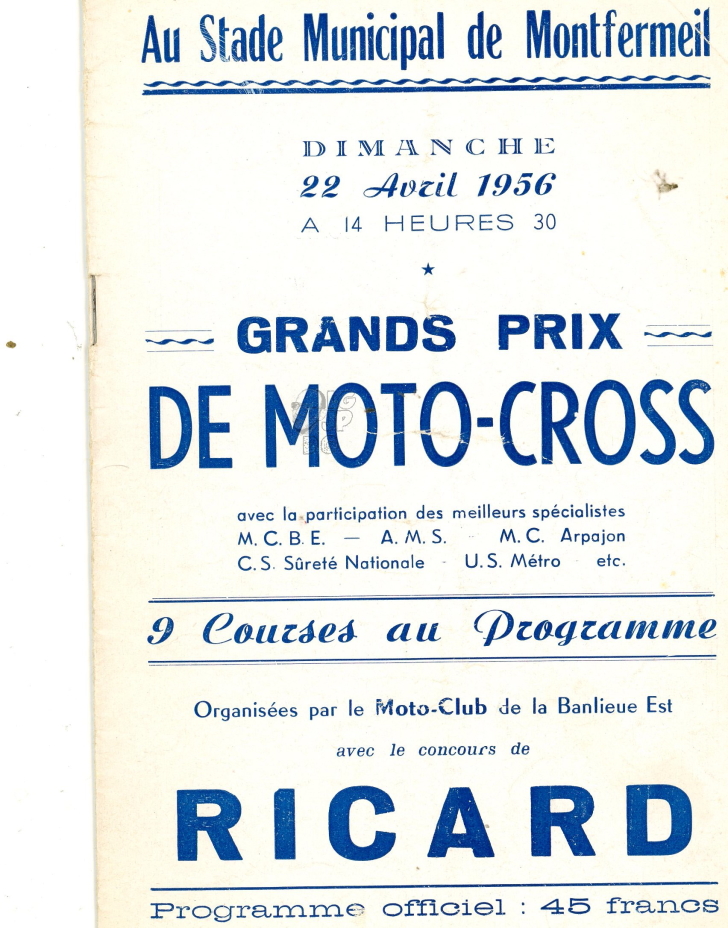 Au Stade Municipal de Montfermeil
DIMANCHE
22 Avril 1956
A 14 HEURES 30
GRANDS PRIX
DE MOTO-CROSS
avec la participation des meilleurs spécialistes
M.C.B.E. — A.M.S. - M.C. Arpajon
C.S. Sûreté Nationale - U.S. Métro etc.
9 Courses au Programme
Organisées par le Moto-Club de la Banlieue Est
avec le concours de
RICARD
Programme officiel : 45 francs